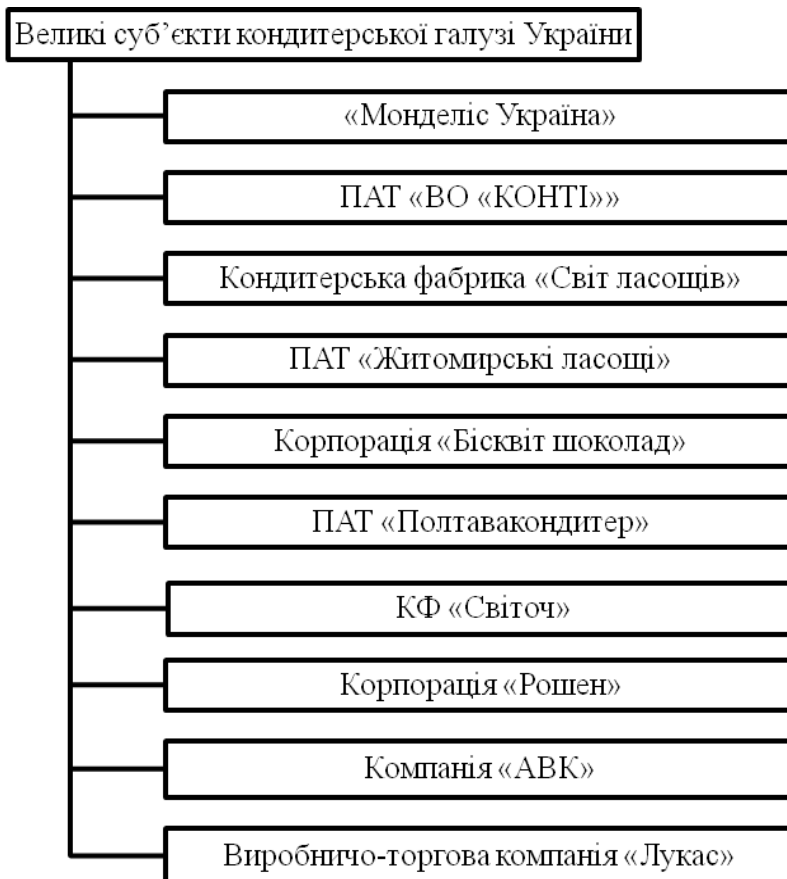 Великі суб’єкти кондитерської галузі України
«Монделіс Україна»
ПАТ «ВО «КОНТІ»»
Кондитерська фабрика «Світ ласощів»
ПАТ «Житомирські ласощі»
Корпорація «Бісквіт шоколад»
ПАТ «Полтавакондитер»
КФ «Світоч»
Корпорація «Рошен»
Компанія «АВК»
Виробничо-торгова компанія «Лукас»